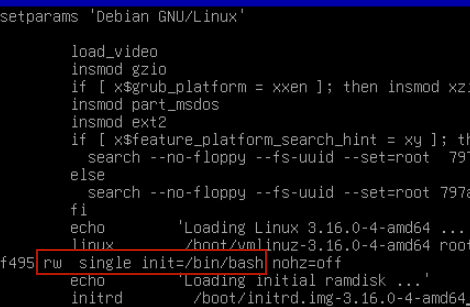 setparams 'Debian GNU/Linux'
load_video
insmod gzio
if [ x$grub_platform = xxen ]; then insmod xzi
insmod part_msdos
insmod ext2
if [ x$feature_platform_search_hint = xy ]; th
search --no-floppy --fs-uuid --set=root 797
else
search --no-floppy --fs-uuid --set=root 797a
fi
echo 'Loading Linux 3.16.0-4-amd64 ...
linux /boot/vmlinuz-3.16.0-4-amd64 root
f495 rw single init=/bin/bash nohz=off
echo 'Loading initial ramdisk ...'
initrd /boot/initrd.img-3.16.0-4-amd64